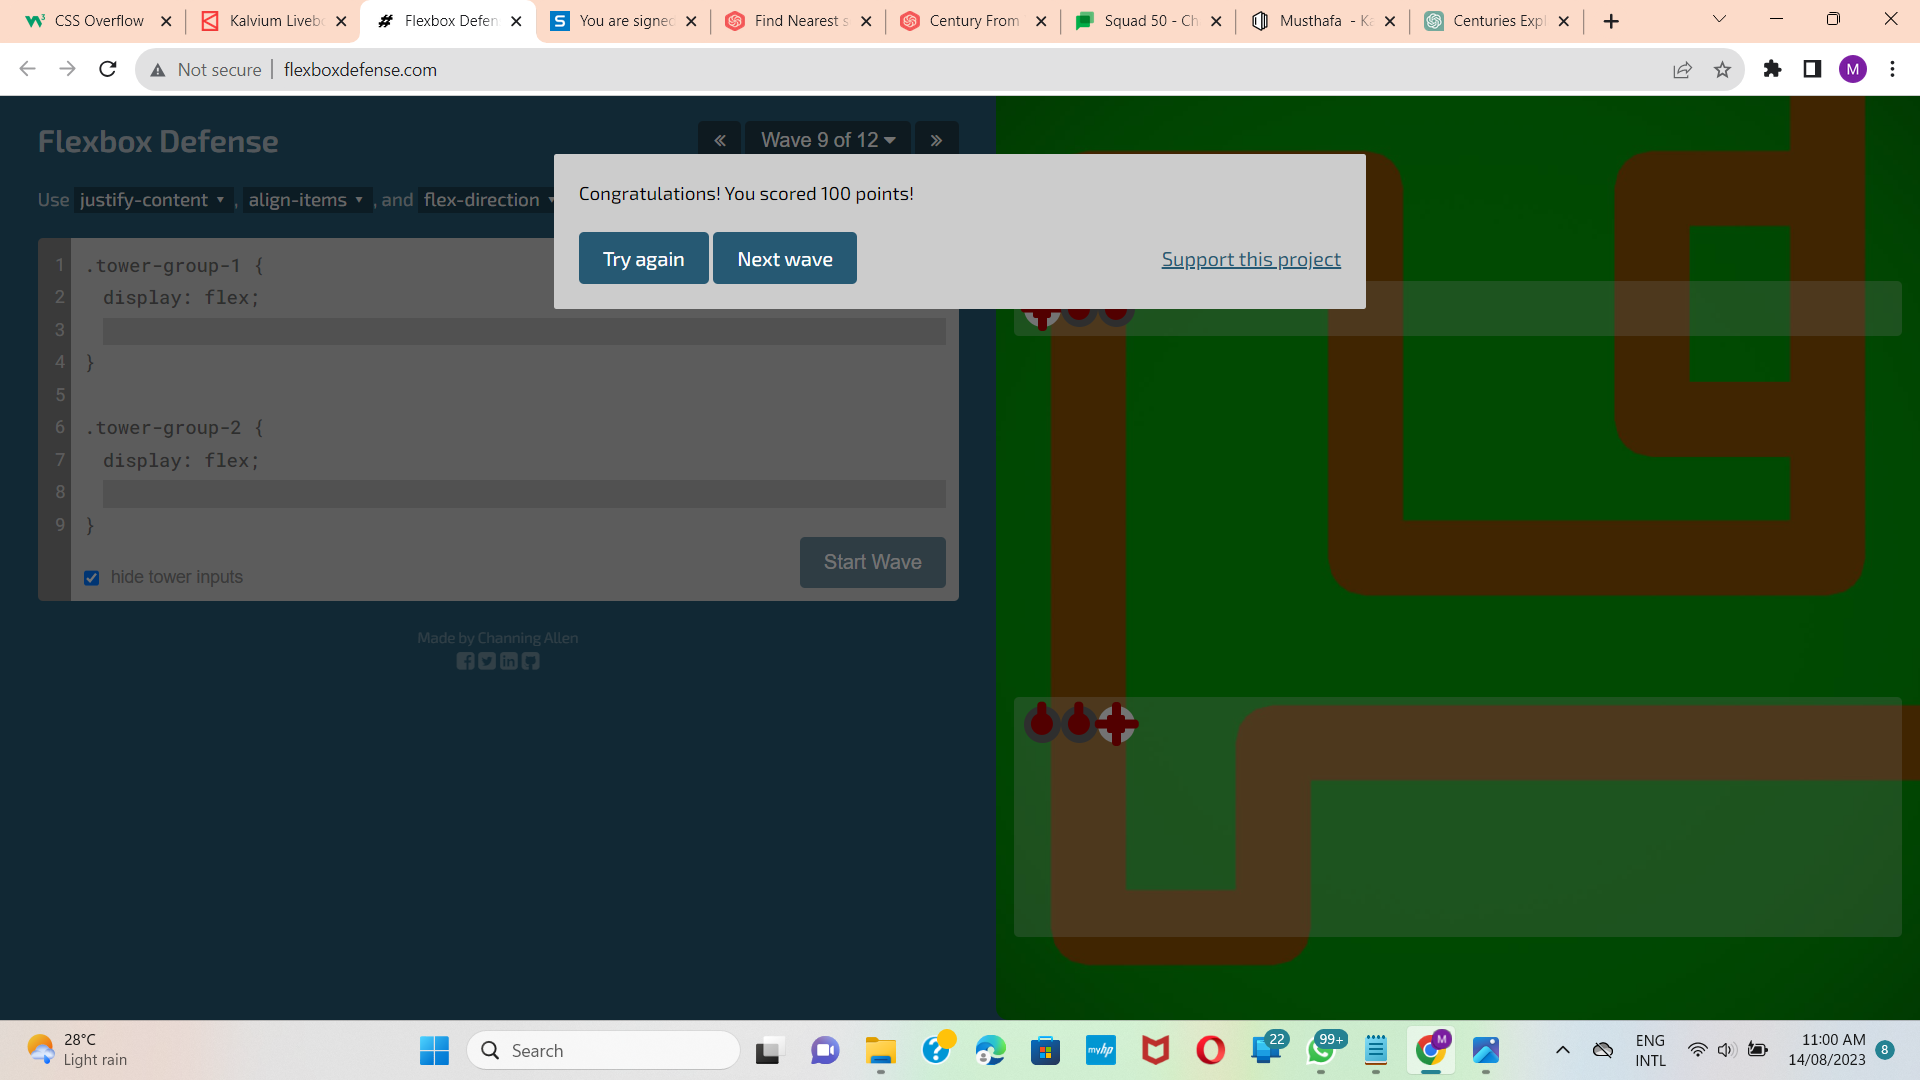 CSS Overflow
Kalvium Livebo
Flexbox Defen
You are signed
Find Nearest s
Century From
Squad 50 - Ch
Musthafa - Ka
Centuries Expl
Not secure
flexboxdefense.com
M
Flexbox Defense
« Wave 9 of 12 »
Use justify-content , align-items , and flex-direction
Congratulations! You scored 100 points!
Try again
Next wave
Support this project
1 .tower-group-1 {
2 display: flex;
3
4 }
5
6 .tower-group-2 {
7 display: flex;
8
9 }
hide tower inputs
Start Wave
Made by Channing Allen
28°C
Light rain
Search
myhp
22
99+
M
ENG
INTL
11:00 AM
14/08/2023
8